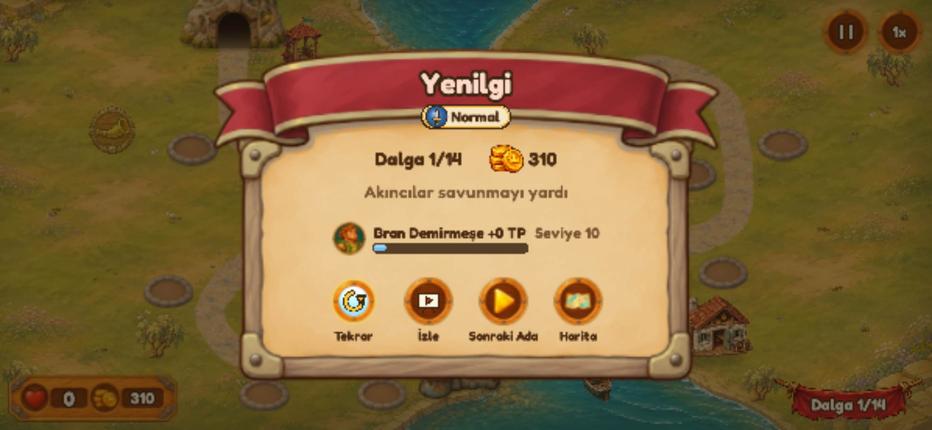 1x
Yenilgi
Normal
Dalga 1/14 310
Akıncılar savunmayı yardı
Bran Demirmeşe +0 TP Seviye 10
Tekrar İzle Sonraki Ada Harita
0 310
Dalga 1/14